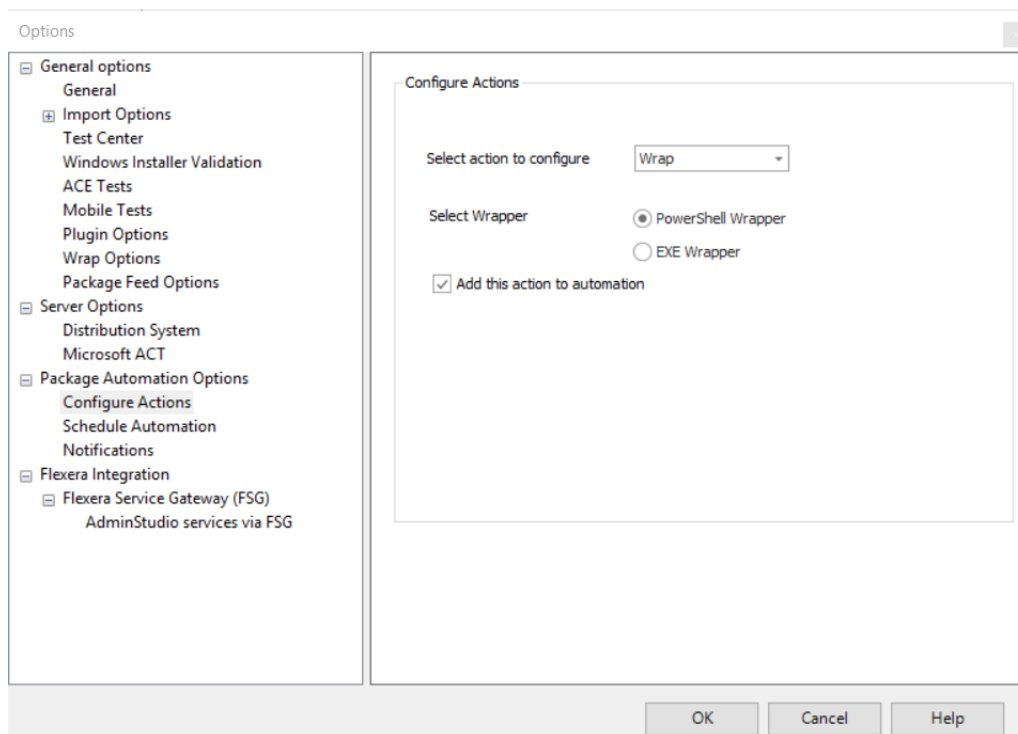 Options
General options
General
Import Options
Test Center
Windows Installer Validation
ACE Tests
Mobile Tests
Plugin Options
Wrap Options
Package Feed Options
Server Options
Distribution System
Microsoft ACT
Package Automation Options
Configure Actions
Schedule Automation
Notifications
Flexera Integration
Flexera Service Gateway (FSG)
AdminStudio services via FSG
Configure Actions
Select action to configure Wrap
Select Wrapper PowerShell Wrapper
EXE Wrapper
Add this action to automation
OK Cancel Help